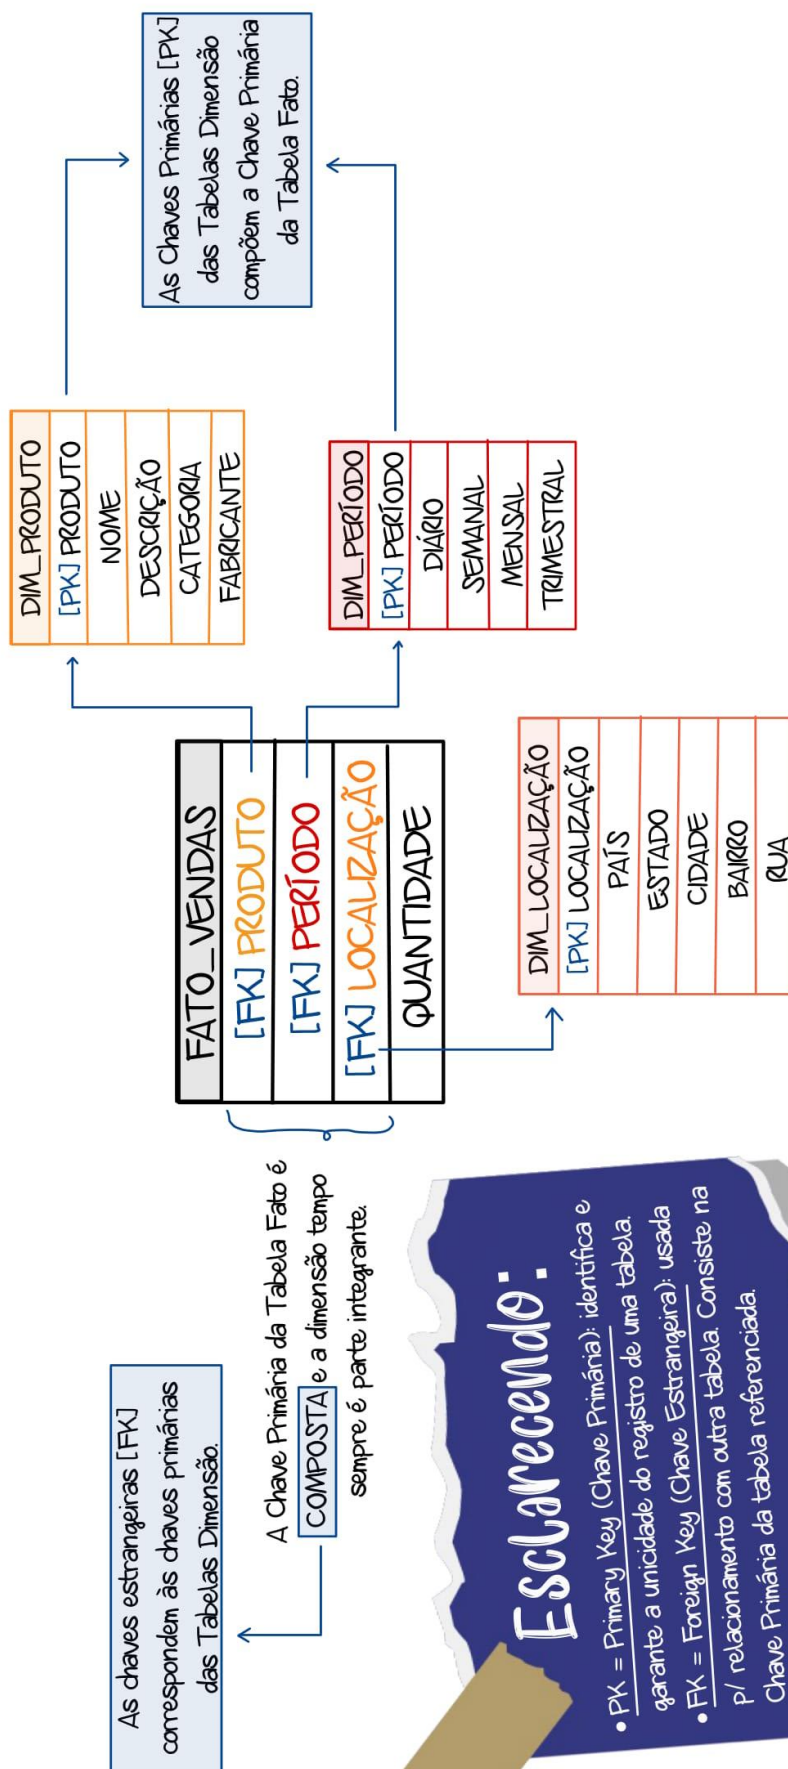 As chaves estrangeiras [FK]
correspondem às chaves primárias
das Tabelas Dimensão.
A Chave Primária da Tabela Fato é
COMPOSTA e a dimensão tempo
sempre é parte integrante.
FATO_VENDAS
[FK] PRODUTO
[FK] PERÍODO
[FK] LOCALIZAÇÃO
QUANTIDADE
DIM_PRODUTO
[PK] PRODUTO
NOME
DESCRIÇÃO
CATEGORIA
FABRICANTE
DIM_PERÍODO
[PK] PERÍODO
DIÁRIO
SEMANAL
MENSAL
TRIMESTRAL
As Chaves Primárias [PK]
das Tabelas Dimensão
compõem a Chave Primária
da Tabela Fato.
DIM_LOCALIZAÇÃO
[PK] LOCALIZAÇÃO
PAÍS
ESTADO
CIDADE
BAIRRO
RUA
Esclarecendo:
• PK = Primary Key (Chave Primária): identifica e
garante a unicidade do registro de uma tabela.
• FK = Foreign Key (Chave Estrangeira): usada
p/ relacionamento com outra tabela. Consiste na
Chave Primária da tabela referenciada.